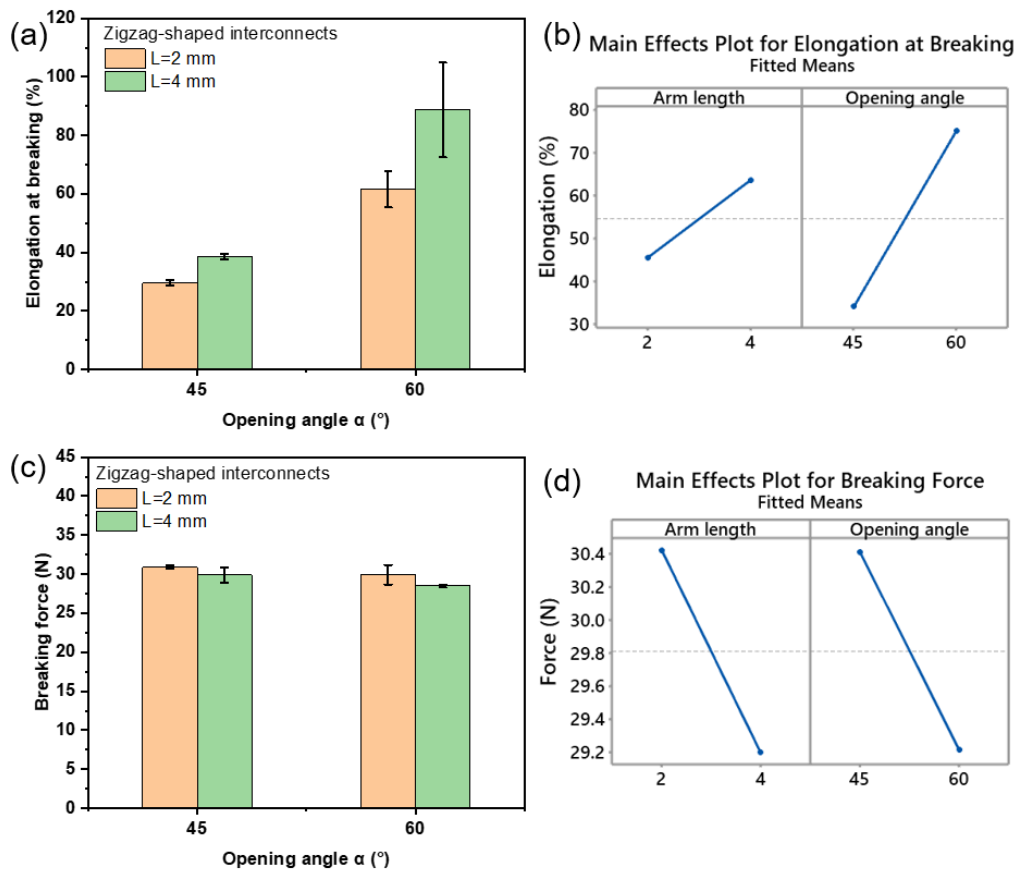 (a)
Zigzag-shaped interconnects
L=2 mm
L=4 mm
Elongation at breaking (%)
120
100
80
60
40
20
0
45
60
Opening angle α (°)
(b)
Main Effects Plot for Elongation at Breaking
Fitted Means
Arm length
Opening angle
Elongation (%)
80
70
60
50
40
30
2
4
45
60
(c)
Zigzag-shaped interconnects
L=2 mm
L=4 mm
Breaking force (N)
45
40
35
30
25
20
15
10
5
0
45
60
Opening angle α (°)
(d)
Main Effects Plot for Breaking Force
Fitted Means
Arm length
Opening angle
Force (N)
30.4
30.2
30.0
29.8
29.6
29.4
29.2
2
4
45
60